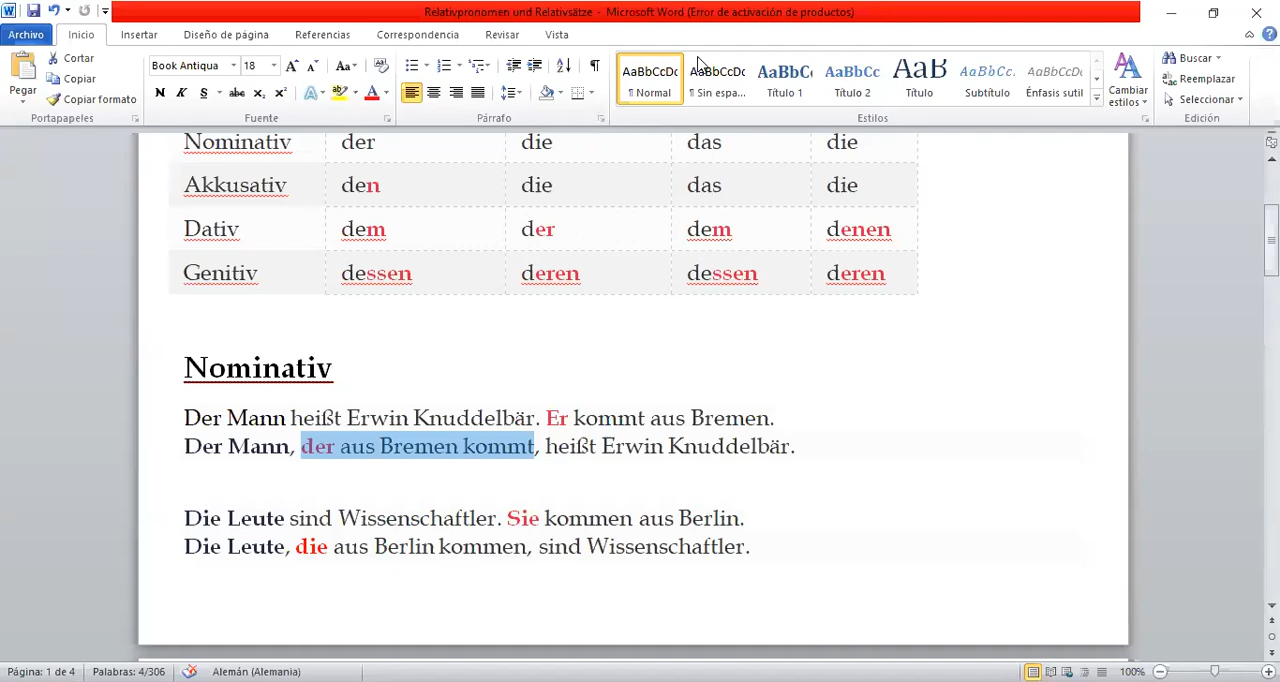 Relativpronomen und Relativsätze - Microsoft Word (Error de activación de productos)
Archivo Inicio Insertar Diseño de página Referencias Correspondencia Revisar Vista
Pegar Cortar Copiar Copiar formato Portapapeles
Book Antiqua 18 Aa N K S abc x₂ x² A ab A Fuente
Párrafo
AaBbCcDc ¶ Normal
AaBbCcDc ¶ Sin espa...
AaBbC Título 1
AaBbCc Título 2
AaB Título
AaBbCc. Subtítulo
AaBbCcDc Énfasis sutil
Cambiar estilos Estilos
Buscar Reemplazar Seleccionar Edición
Nominativ der die das die
Akkusativ den die das die
Dativ dem der dem denen
Genitiv dessen deren dessen deren
Nominativ
Der Mann heißt Erwin Knuddelbär. Er kommt aus Bremen.
Der Mann, der aus Bremen kommt, heißt Erwin Knuddelbär.
Die Leute sind Wissenschaftler. Sie kommen aus Berlin.
Die Leute, die aus Berlin kommen, sind Wissenschaftler.
Página: 1 de 4 Palabras: 4/306 Alemán (Alemania) 100%